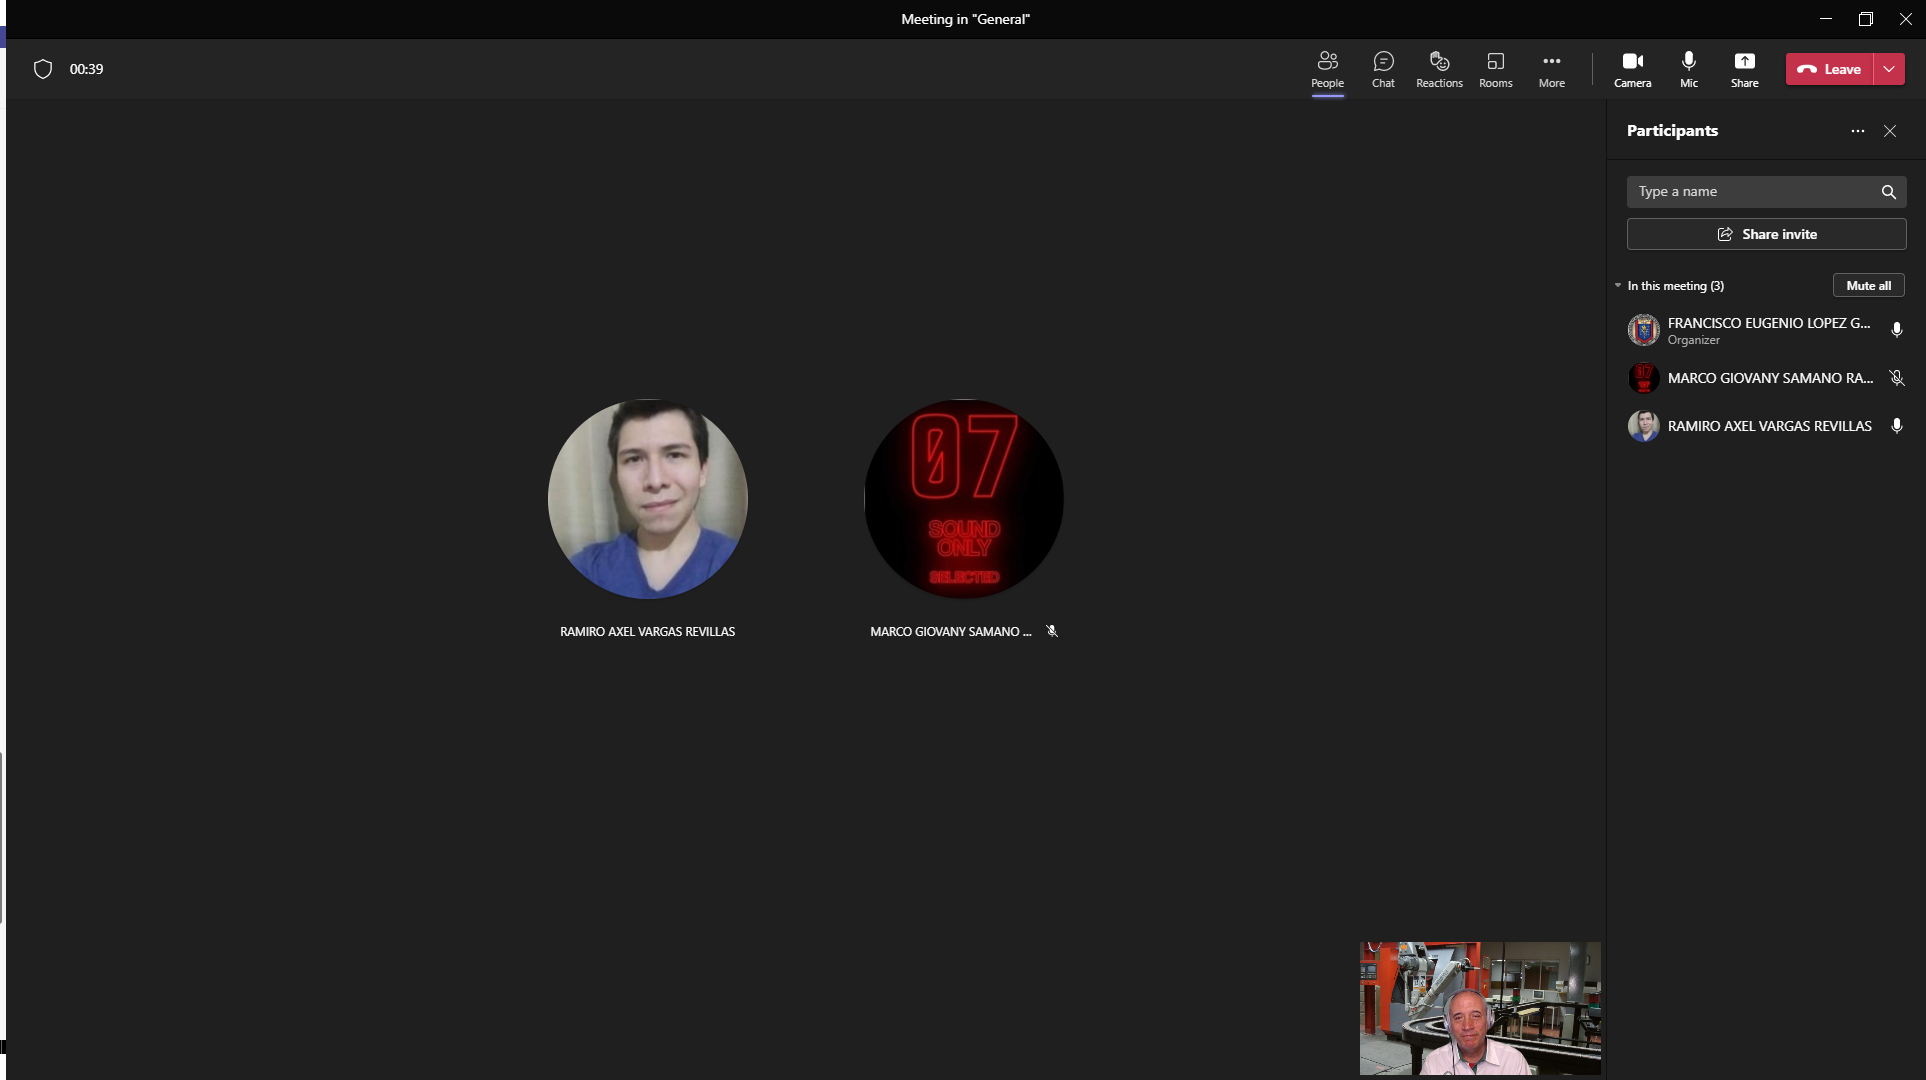 Meeting in "General"
00:39
People
Chat
Reactions
Rooms
More
Camera
Mic
Share
Leave
Participants
Type a name
Share invite
In this meeting (3)
Mute all
FRANCISCO EUGENIO LOPEZ G...
Organizer
MARCO GIOVANY SAMANO RA...
RAMIRO AXEL VARGAS REVILLAS
07
SOUND
ONLY
SELECTED
RAMIRO AXEL VARGAS REVILLAS
MARCO GIOVANY SAMANO ...